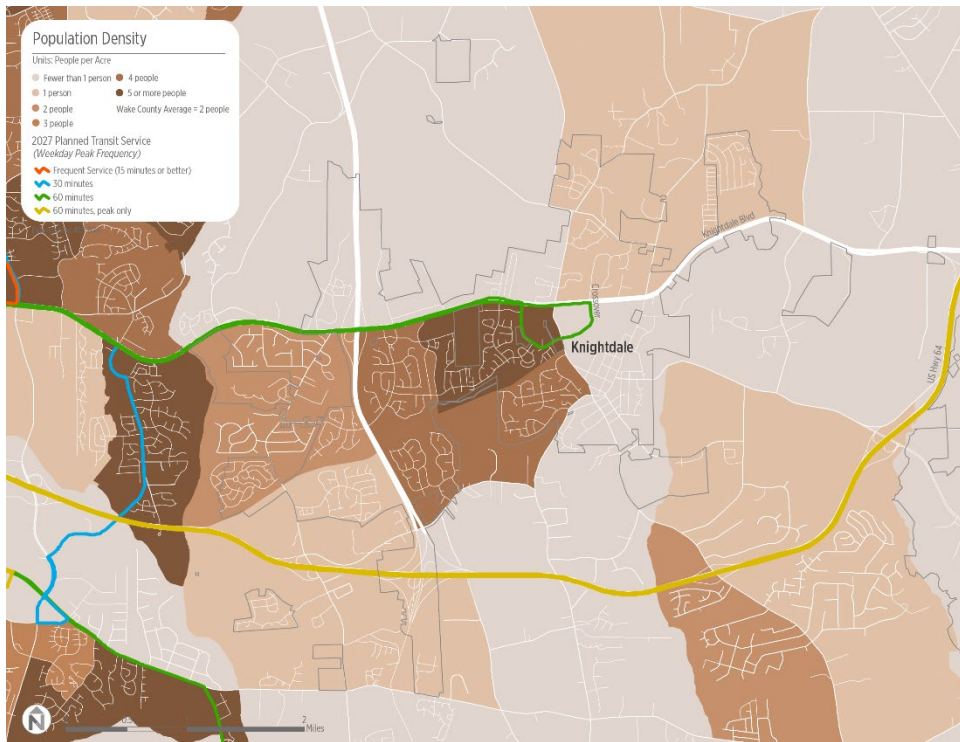 Population Density
Units: People per Acre
Fewer than 1 person
1 person
2 people
3 people
4 people
5 or more people
Wake County Average = 2 people
2027 Planned Transit Service
(Weekday Peak Frequency)
Frequent Service (15 minutes or better)
30 minutes
60 minutes
60 minutes, peak only
Knightdale Blvd
Crossover
Knightdale
US Hwy 64
N
2
Miles